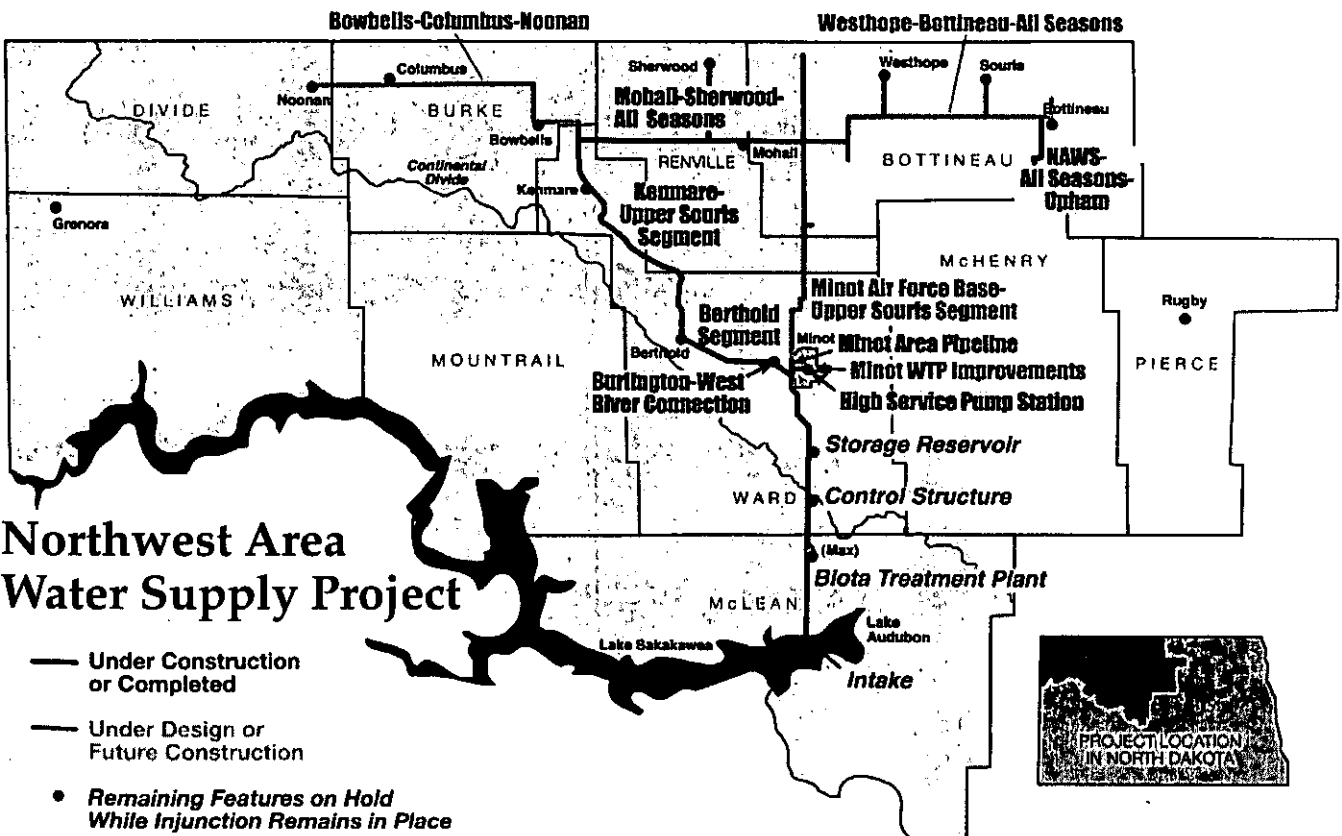 Bowbells-Columbus-Noonan
Westhope-Bottineau-All Seasons
Columbus
Noonan
DIVIDE
BURKE
Bowbells
Continental
Divide
Kenmare
Grenora
WILLIAMS
MOUNTRAIL
Sherwood
Mohall-Sherwood-
All Seasons
RENVILLE
Mohall
Kenmare-
Upper Souris
Segment
Westhope
Souris
Bottineau
BOTTINEAU
NAWS-
All Seasons-
Upham
McHENRY
Rugby
PIERCE
Minot Air Force Base-
Upper Souris Segment
Berthold
Segment
Berthold
Minot
Minot Area Pipeline
Minot WTP Improvements
High Service Pump Station
Burlington-West
River Connection
Storage Reservoir
WARD
Control Structure
(Max)
Biota Treatment Plant
McLEAN
Lake
Audubon
Lake Sakakawea
Intake
Northwest Area
Water Supply Project
Under Construction
or Completed
Under Design or
Future Construction
Remaining Features on Hold
While Injunction Remains in Place
PROJECT LOCATION
IN NORTH DAKOTA